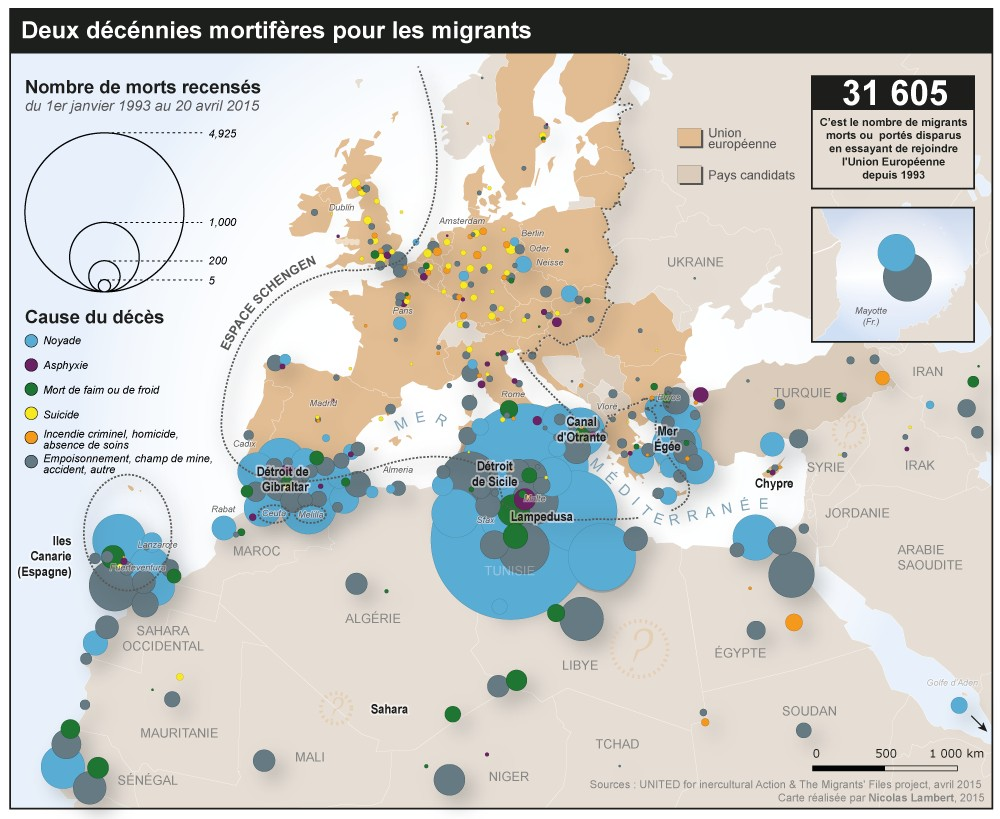 Deux décénnies mortifères pour les migrants
Nombre de morts recensés
du 1er janvier 1993 au 20 avril 2015
4,925
1,000
200
5
Cause du décès
Noyade
Asphyxie
Mort de faim ou de froid
Suicide
Incendie criminel, homicide,
absence de soins
Empoisonnement, champ de mine,
accident, autre
Union
européenne
Pays candidats
31 605
C'est le nombre de migrants
morts ou portés disparus
en essayant de rejoindre
l'Union Européenne
depuis 1993
Mayotte
(Fr.)
ESPACE SCHENGEN
Dublin
Amsterdam
Berlin
Oder
Neisse
Paris
UKRAINE
Madrid
Rome
Vlore
Cadix
Almeria
MER MÉDITERRANÉE
Canal
d'Otrante
Mer
Égée
TURQUIE
IRAN
SYRIE
IRAK
Chypre
JORDANIE
ARABIE
SAOUDITE
Détroit de
Gibraltar
Ceuta
Melilla
Rabat
MAROC
Détroit
de Sicile
Malte
Sfax
Lampedusa
TUNISIE
Iles
Canarie
(Espagne)
Lanzarote
Fuerteventura
ALGÉRIE
SAHARA
OCCIDENTAL
LIBYE
?
ÉGYPTE
Golfe d'Aden
?
Sahara
MAURITANIE
MALI
SÉNÉGAL
NIGER
TCHAD
SOUDAN
0
500
1 000 km
Sources : UNITED for inercultural Action & The Migrants' Files project, avril 2015
Carte réalisée par Nicolas Lambert, 2015